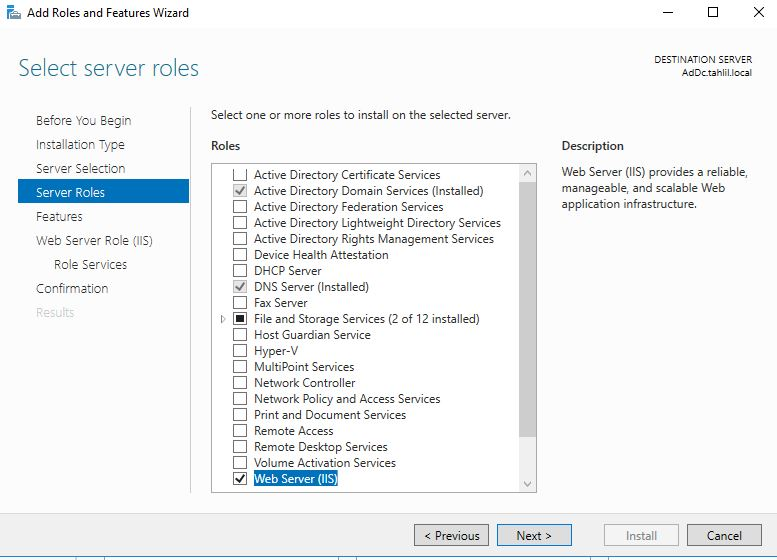 Add Roles and Features Wizard
Select server roles
DESTINATION SERVER
AdDc.tahlil.local
Before You Begin
Installation Type
Server Selection
Server Roles
Features
Web Server Role (IIS)
Role Services
Confirmation
Results
Select one or more roles to install on the selected server.
Roles
Active Directory Certificate Services
Active Directory Domain Services (Installed)
Active Directory Federation Services
Active Directory Lightweight Directory Services
Active Directory Rights Management Services
Device Health Attestation
DHCP Server
DNS Server (Installed)
Fax Server
File and Storage Services (2 of 12 installed)
Host Guardian Service
Hyper-V
MultiPoint Services
Network Controller
Network Policy and Access Services
Print and Document Services
Remote Access
Remote Desktop Services
Volume Activation Services
Web Server (IIS)
Description
Web Server (IIS) provides a reliable,
manageable, and scalable Web
application infrastructure.
< Previous
Next >
Install
Cancel